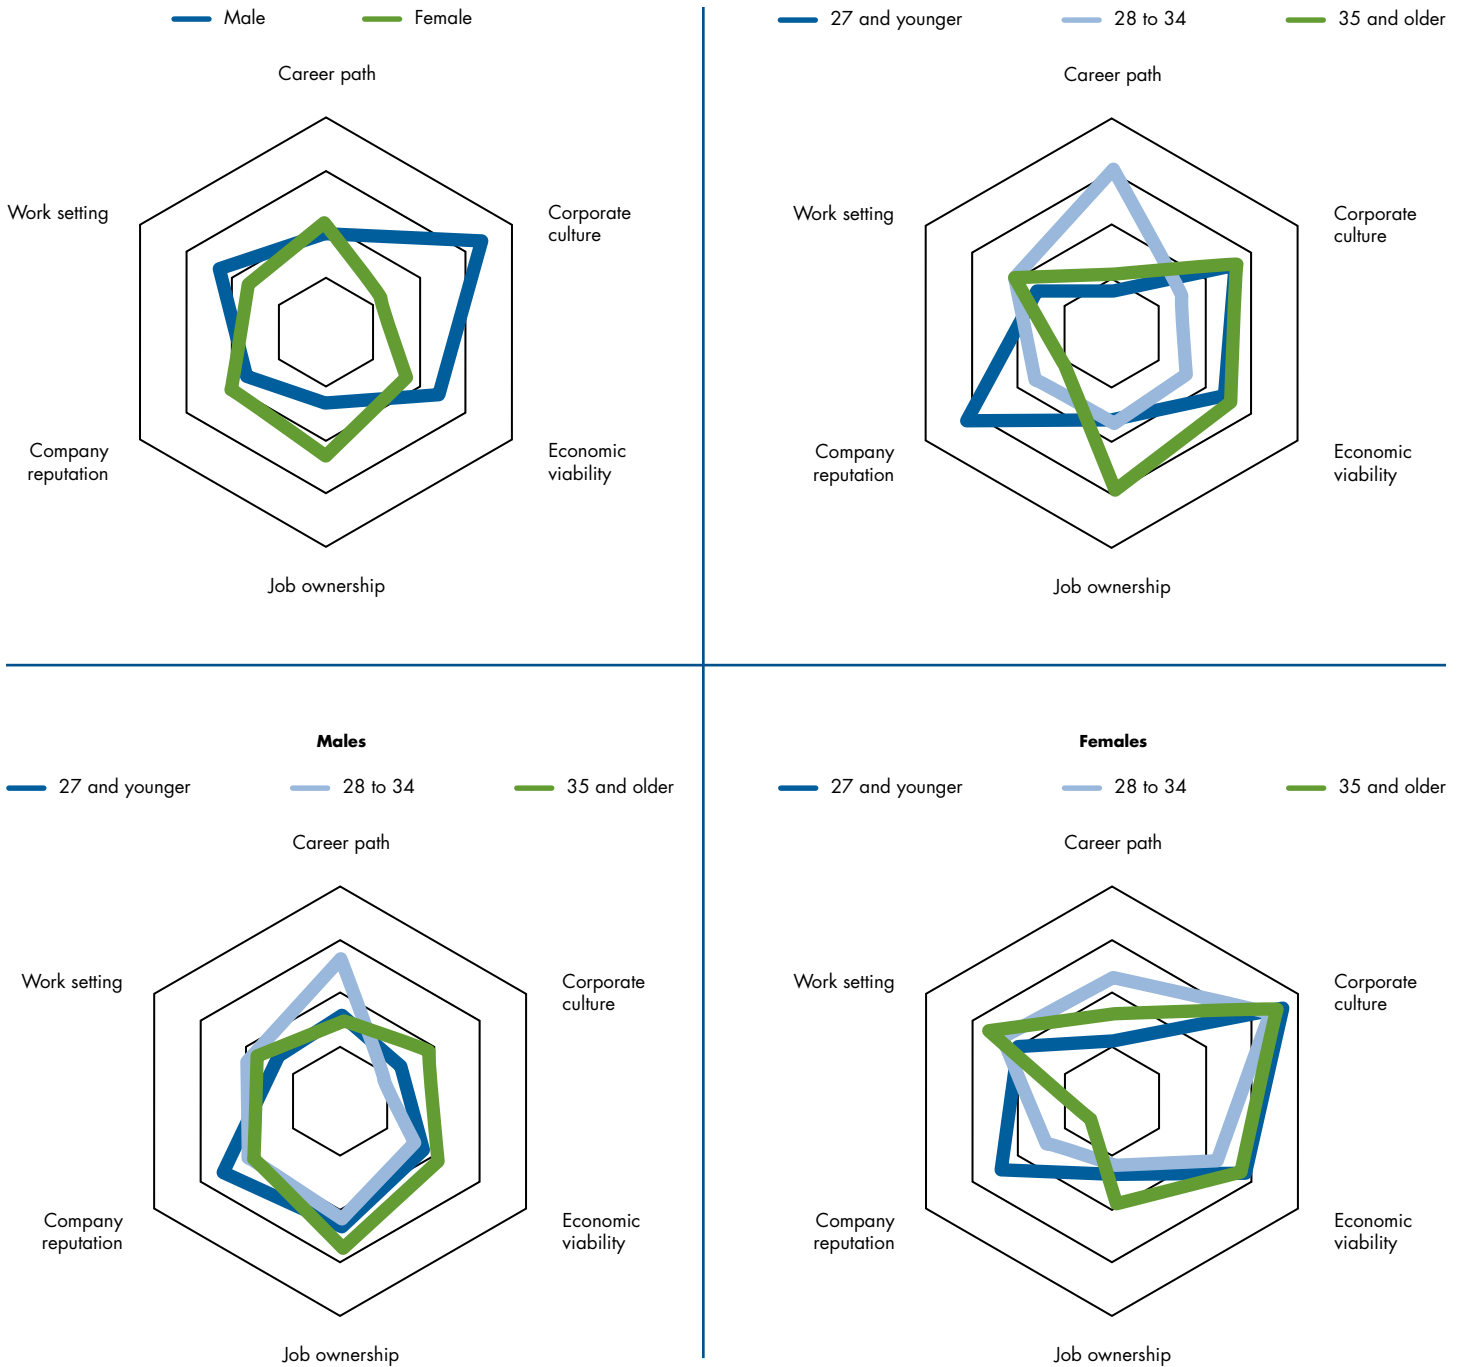 Male
Female
Career path
Work setting
Corporate
culture
Company
reputation
Economic
viability
Job ownership
27 and younger
28 to 34
35 and older
Career path
Work setting
Corporate
culture
Company
reputation
Economic
viability
Job ownership
Males
27 and younger
28 to 34
35 and older
Career path
Work setting
Corporate
culture
Company
reputation
Economic
viability
Job ownership
Females
27 and younger
28 to 34
35 and older
Career path
Work setting
Corporate
culture
Company
reputation
Economic
viability
Job ownership